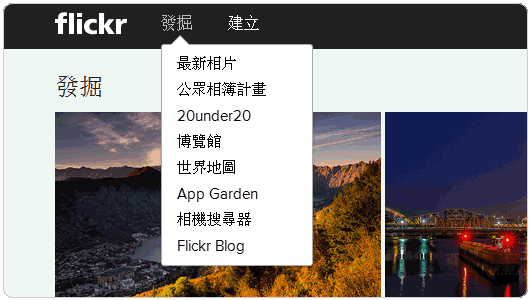 flickr 發掘 建立
最新相片
發掘
公眾相簿計畫
20under20
博覽館
世界地圖
App Garden
相機搜尋器
Flickr Blog